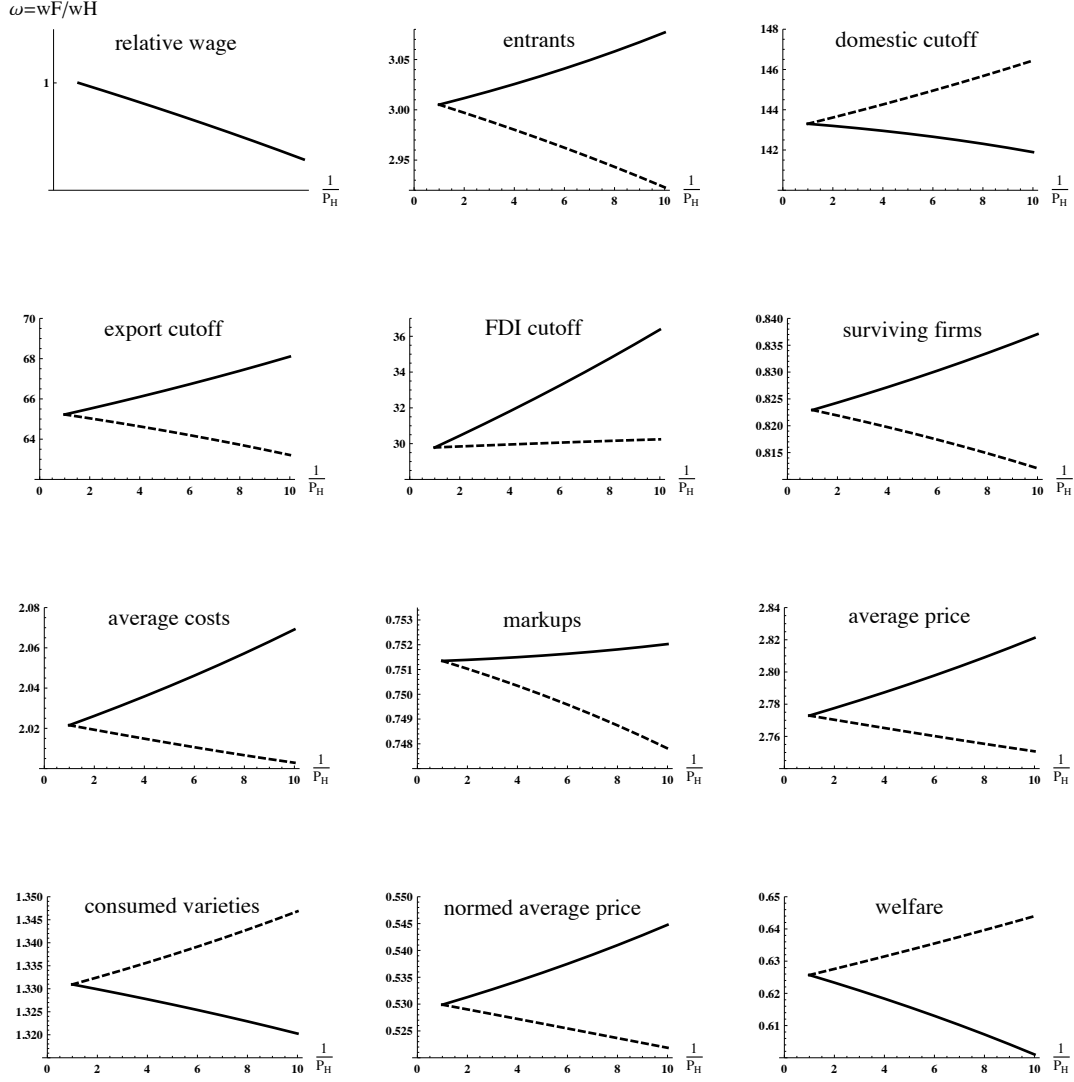 ω=wF/wH
relative wage
1
1/P_H
entrants
3.05
3.00
2.95
0 2 4 6 8 10
1/P_H
domestic cutoff
148
146
144
142
0 2 4 6 8 10
1/P_H
export cutoff
70
68
66
64
0 2 4 6 8 10
1/P_H
FDI cutoff
36
34
32
30
0 2 4 6 8 10
1/P_H
surviving firms
0.840
0.835
0.830
0.825
0.820
0.815
0 2 4 6 8 10
1/P_H
average costs
2.08
2.06
2.04
2.02
0 2 4 6 8 10
1/P_H
markups
0.753
0.752
0.751
0.750
0.749
0.748
0 2 4 6 8 10
1/P_H
average price
2.84
2.82
2.80
2.78
2.76
0 2 4 6 8 10
1/P_H
consumed varieties
1.350
1.345
1.340
1.335
1.330
1.325
1.320
0 2 4 6 8 10
1/P_H
normed average price
0.550
0.545
0.540
0.535
0.530
0.525
0 2 4 6 8 10
1/P_H
welfare
0.65
0.64
0.63
0.62
0.61
0 2 4 6 8 10
1/P_H